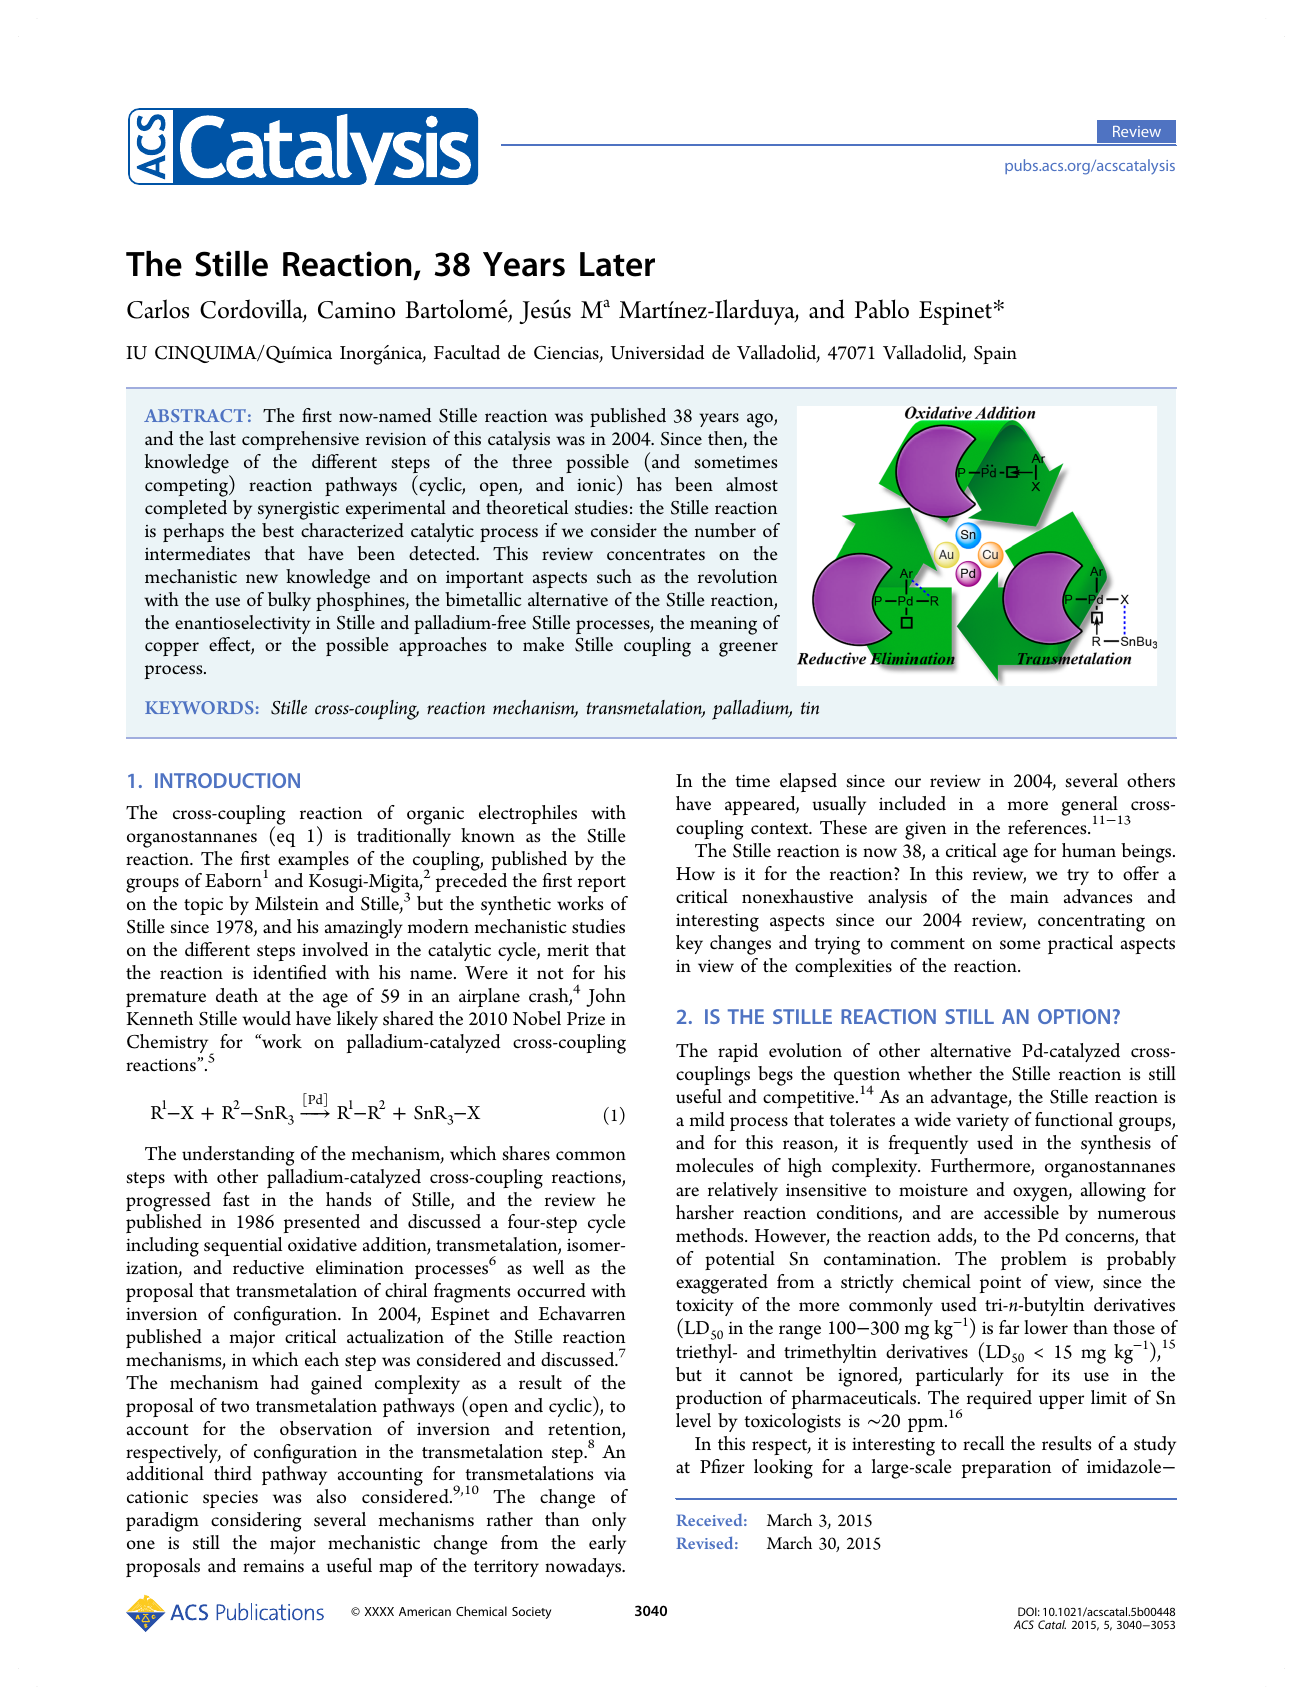 ACS Catalysis
Review
pubs.acs.org/acscatalysis
The Stille Reaction, 38 Years Later
Carlos Cordovilla, Camino Bartolomé, Jesús Mª Martínez-Ilarduya, and Pablo Espinet*
IU CINQUIMA/Química Inorgánica, Facultad de Ciencias, Universidad de Valladolid, 47071 Valladolid, Spain
ABSTRACT: The first now-named Stille reaction was published 38 years ago,
and the last comprehensive revision of this catalysis was in 2004. Since then, the
knowledge of the different steps of the three possible (and sometimes
competing) reaction pathways (cyclic, open, and ionic) has been almost
completed by synergistic experimental and theoretical studies: the Stille reaction
is perhaps the best characterized catalytic process if we consider the number of
intermediates that have been detected. This review concentrates on the
mechanistic new knowledge and on important aspects such as the revolution
with the use of bulky phosphines, the bimetallic alternative of the Stille reaction,
the enantioselectivity in Stille and palladium-free Stille processes, the meaning of
copper effect, or the possible approaches to make Stille coupling a greener
process.
Oxidative Addition
P Pd Ar
X
Sn
Au Cu
Pd
Ar
P Pd R
Ar
P Pd X
R SnBu3
Reductive Elimination
Transmetalation
KEYWORDS: Stille cross-coupling, reaction mechanism, transmetalation, palladium, tin
1. INTRODUCTION
The cross-coupling reaction of organic electrophiles with
organostannanes (eq 1) is traditionally known as the Stille
reaction. The first examples of the coupling, published by the
groups of Eaborn1 and Kosugi-Migita,2 preceded the first report
on the topic by Milstein and Stille,3 but the synthetic works of
Stille since 1978, and his amazingly modern mechanistic studies
on the different steps involved in the catalytic cycle, merit that
the reaction is identified with his name. Were it not for his
premature death at the age of 59 in an airplane crash,4 John
Kenneth Stille would have likely shared the 2010 Nobel Prize in
Chemistry for “work on palladium-catalyzed cross-coupling
reactions”.5
R1−X + R2−SnR3 [Pd]⟶ R1−R2 + SnR3−X (1)
The understanding of the mechanism, which shares common
steps with other palladium-catalyzed cross-coupling reactions,
progressed fast in the hands of Stille, and the review he
published in 1986 presented and discussed a four-step cycle
including sequential oxidative addition, transmetalation, isomer-
ization, and reductive elimination processes6 as well as the
proposal that transmetalation of chiral fragments occurred with
inversion of configuration. In 2004, Espinet and Echavarren
published a major critical actualization of the Stille reaction
mechanisms, in which each step was considered and discussed.7
The mechanism had gained complexity as a result of the
proposal of two transmetalation pathways (open and cyclic), to
account for the observation of inversion and retention,
respectively, of configuration in the transmetalation step.8 An
additional third pathway accounting for transmetalations via
cationic species was also considered.9,10 The change of
paradigm considering several mechanisms rather than only
one is still the major mechanistic change from the early
proposals and remains a useful map of the territory nowadays.
In the time elapsed since our review in 2004, several others
have appeared, usually included in a more general cross-
coupling context. These are given in the references.11−13
The Stille reaction is now 38, a critical age for human beings.
How is it for the reaction? In this review, we try to offer a
critical nonexhaustive analysis of the main advances and
interesting aspects since our 2004 review, concentrating on
key changes and trying to comment on some practical aspects
in view of the complexities of the reaction.
2. IS THE STILLE REACTION STILL AN OPTION?
The rapid evolution of other alternative Pd-catalyzed cross-
couplings begs the question whether the Stille reaction is still
useful and competitive.14 As an advantage, the Stille reaction is
a mild process that tolerates a wide variety of functional groups,
and for this reason, it is frequently used in the synthesis of
molecules of high complexity. Furthermore, organostannanes
are relatively insensitive to moisture and oxygen, allowing for
harsher reaction conditions, and are accessible by numerous
methods. However, the reaction adds, to the Pd concerns, that
of potential Sn contamination. The problem is probably
exaggerated from a strictly chemical point of view, since the
toxicity of the more commonly used tri-n-butyltin derivatives
(LD50 in the range 100−300 mg kg−1) is far lower than those of
triethyl- and trimethyltin derivatives (LD50 < 15 mg kg−1),15
but it cannot be ignored, particularly for its use in the
production of pharmaceuticals. The required upper limit of Sn
level by toxicologists is ∼20 ppm.16
In this respect, it is interesting to recall the results of a study
at Pfizer looking for a large-scale preparation of imidazole−
Received: March 3, 2015
Revised: March 30, 2015
ACS Publications
© XXXX American Chemical Society
3040
DOI: 10.1021/acscatal.5b00448
ACS Catal. 2015, 5, 3040−3053